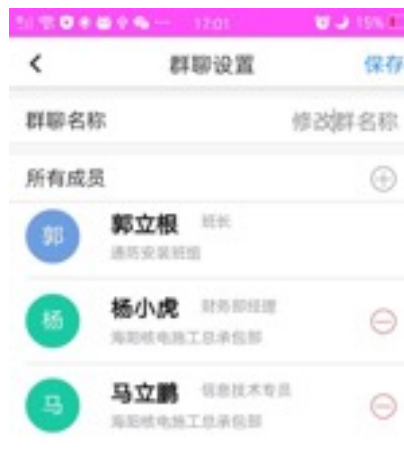 17:01
15%
群聊设置
保存
群聊名称
修改群名称
所有成员
郭
郭立根 班长
通防安装班组
杨
杨小虎 财务部经理
海阳核电施工总承包部
马
马立鹏 信息技术专员
海阳核电施工总承包部